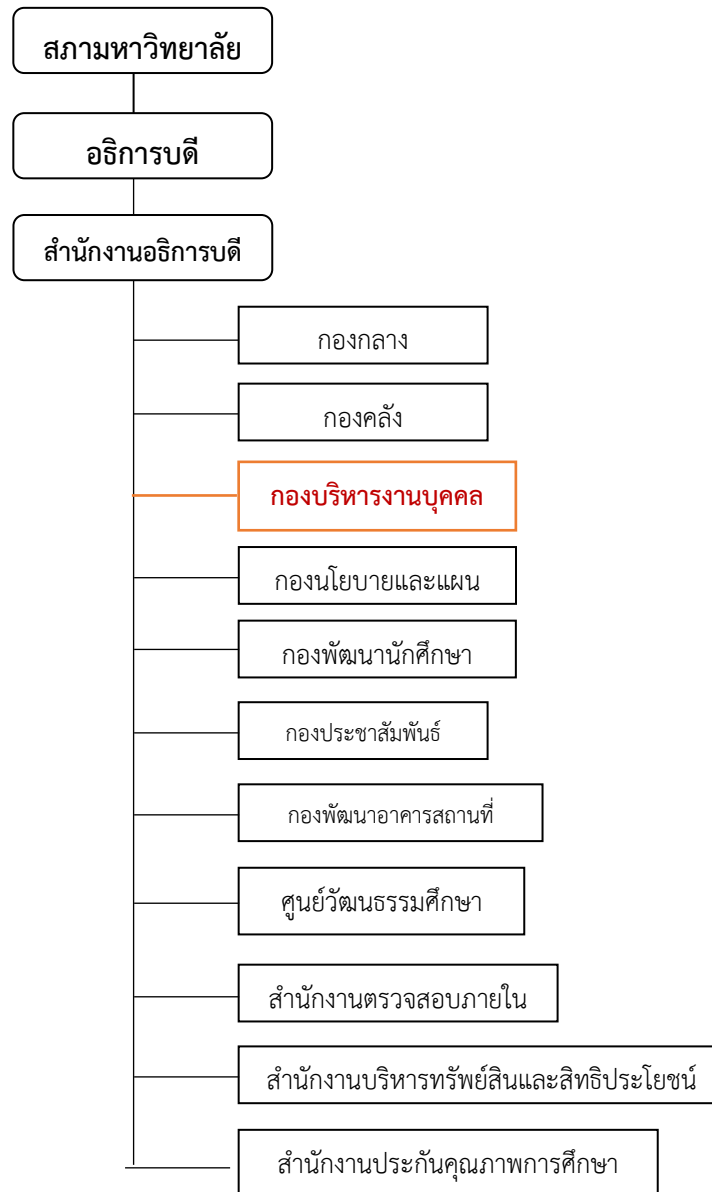 สภามหาวิทยาลัย
อธิการบดี
สำนักงานอธิการบดี
กองกลาง
กองคลัง
กองบริหารงานบุคคล
กองนโยบายและแผน
กองพัฒนานักศึกษา
กองประชาสัมพันธ์
กองพัฒนาอาคารสถานที่
ศูนย์วัฒนธรรมศึกษา
สำนักงานตรวจสอบภายใน
สำนักงานบริหารทรัพย์สินและสิทธิประโยชน์
สำนักงานประกันคุณภาพการศึกษา